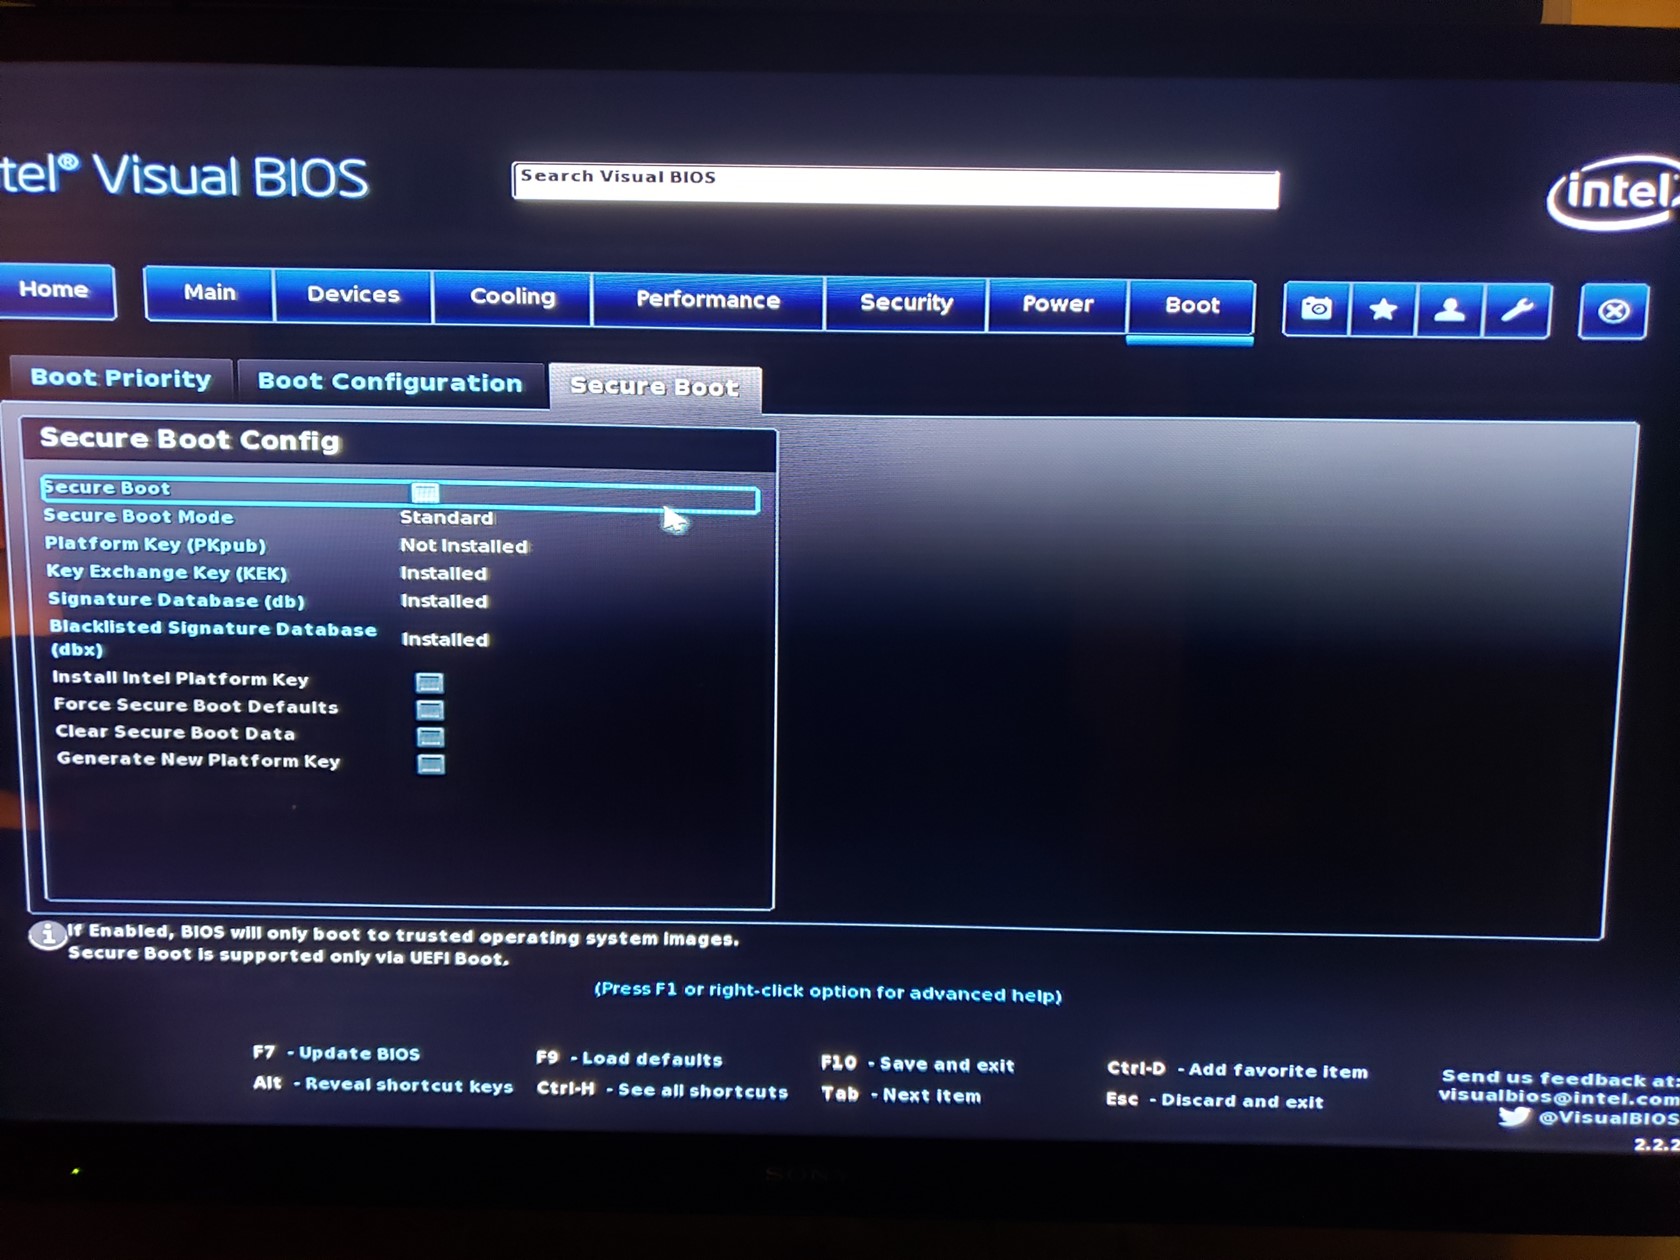 tel® Visual BIOS
Search Visual BIOS
intel
Home Main Devices Cooling Performance Security Power Boot
Boot Priority Boot Configuration Secure Boot
Secure Boot Config
Secure Boot
Secure Boot Mode Standard
Platform Key (PKpub) Not Installed
Key Exchange Key (KEK) Installed
Signature Database (db) Installed
Blacklisted Signature Database
(dbx) Installed
Install Intel Platform Key
Force Secure Boot Defaults
Clear Secure Boot Data
Generate New Platform Key
If Enabled, BIOS will only boot to trusted operating system images.
Secure Boot is supported only via UEFI Boot.
(Press F1 or right-click option for advanced help)
F7 - Update BIOS F9 - Load defaults F10 - Save and exit Ctrl-D - Add favorite item
Alt - Reveal shortcut keys Ctrl-H - See all shortcuts Tab - Next item Esc - Discard and exit
Send us feedback at:
visualbios@intel.com
@VisualBIOS
2.2.2
SONY